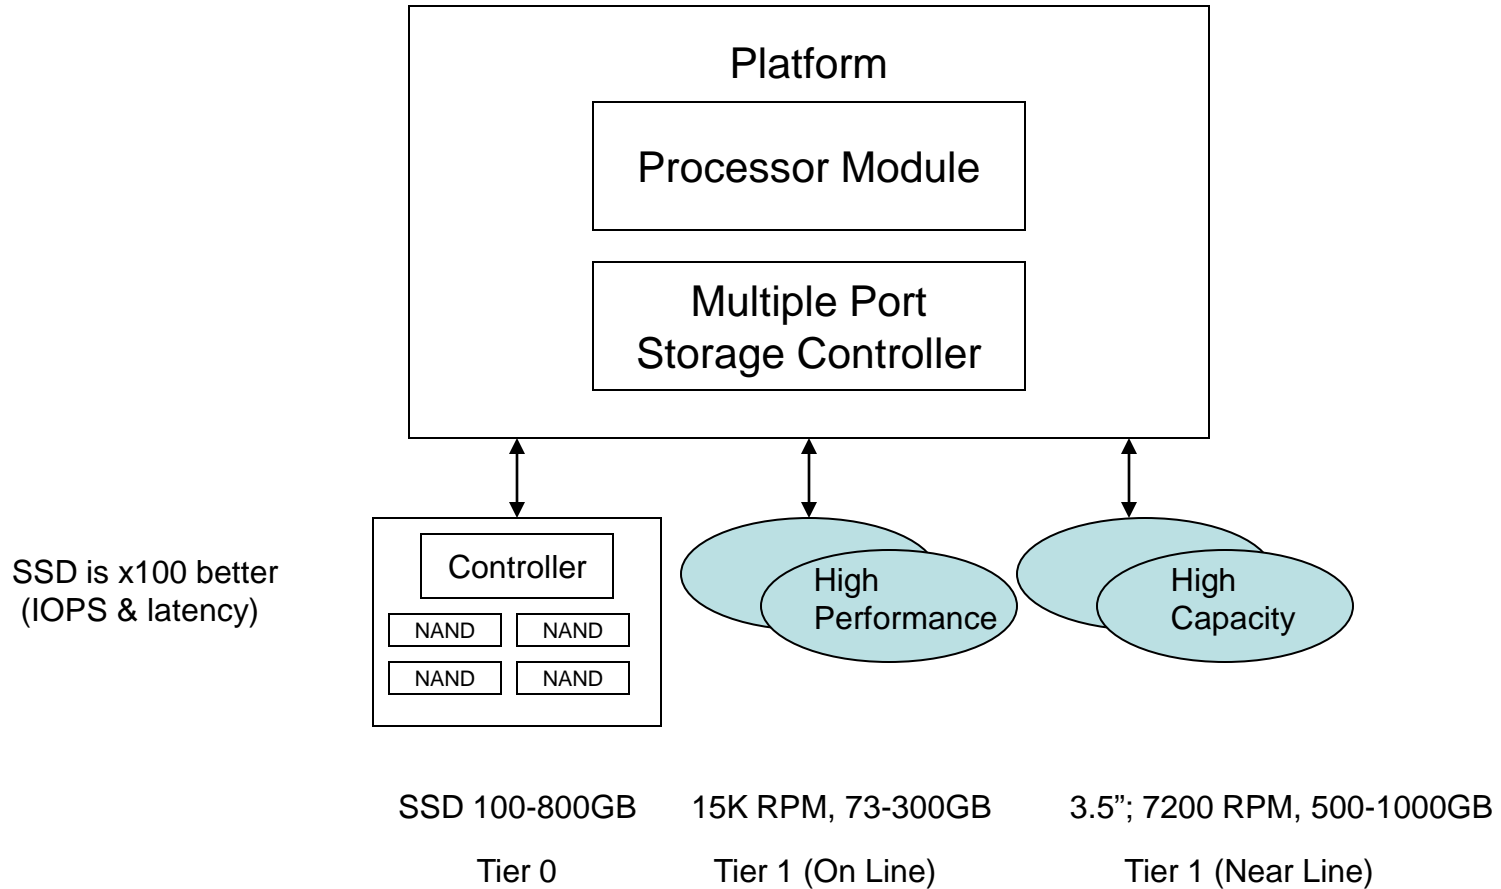 Platform
Processor Module
Multiple Port
Storage Controller
SSD is x100 better
(IOPS & latency)
Controller
NAND NAND
NAND NAND
High
Performance
High
Capacity
SSD 100-800GB 15K RPM, 73-300GB 3.5”; 7200 RPM, 500-1000GB
Tier 0 Tier 1 (On Line) Tier 1 (Near Line)